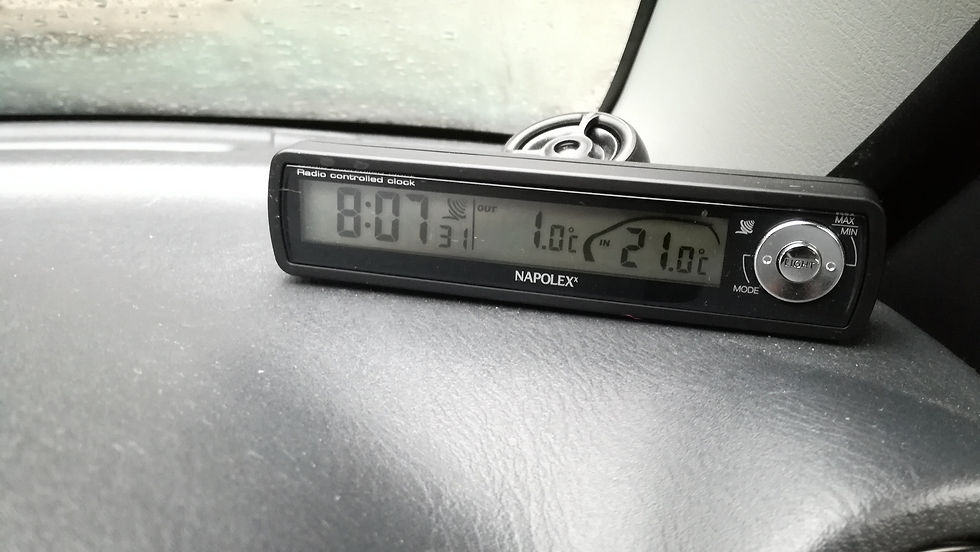 Radio controlled clock
8:07 31
OUT 1.0°C
IN 21.0°C
NAPOLEX
MAX
MIN
LIGHT
MODE